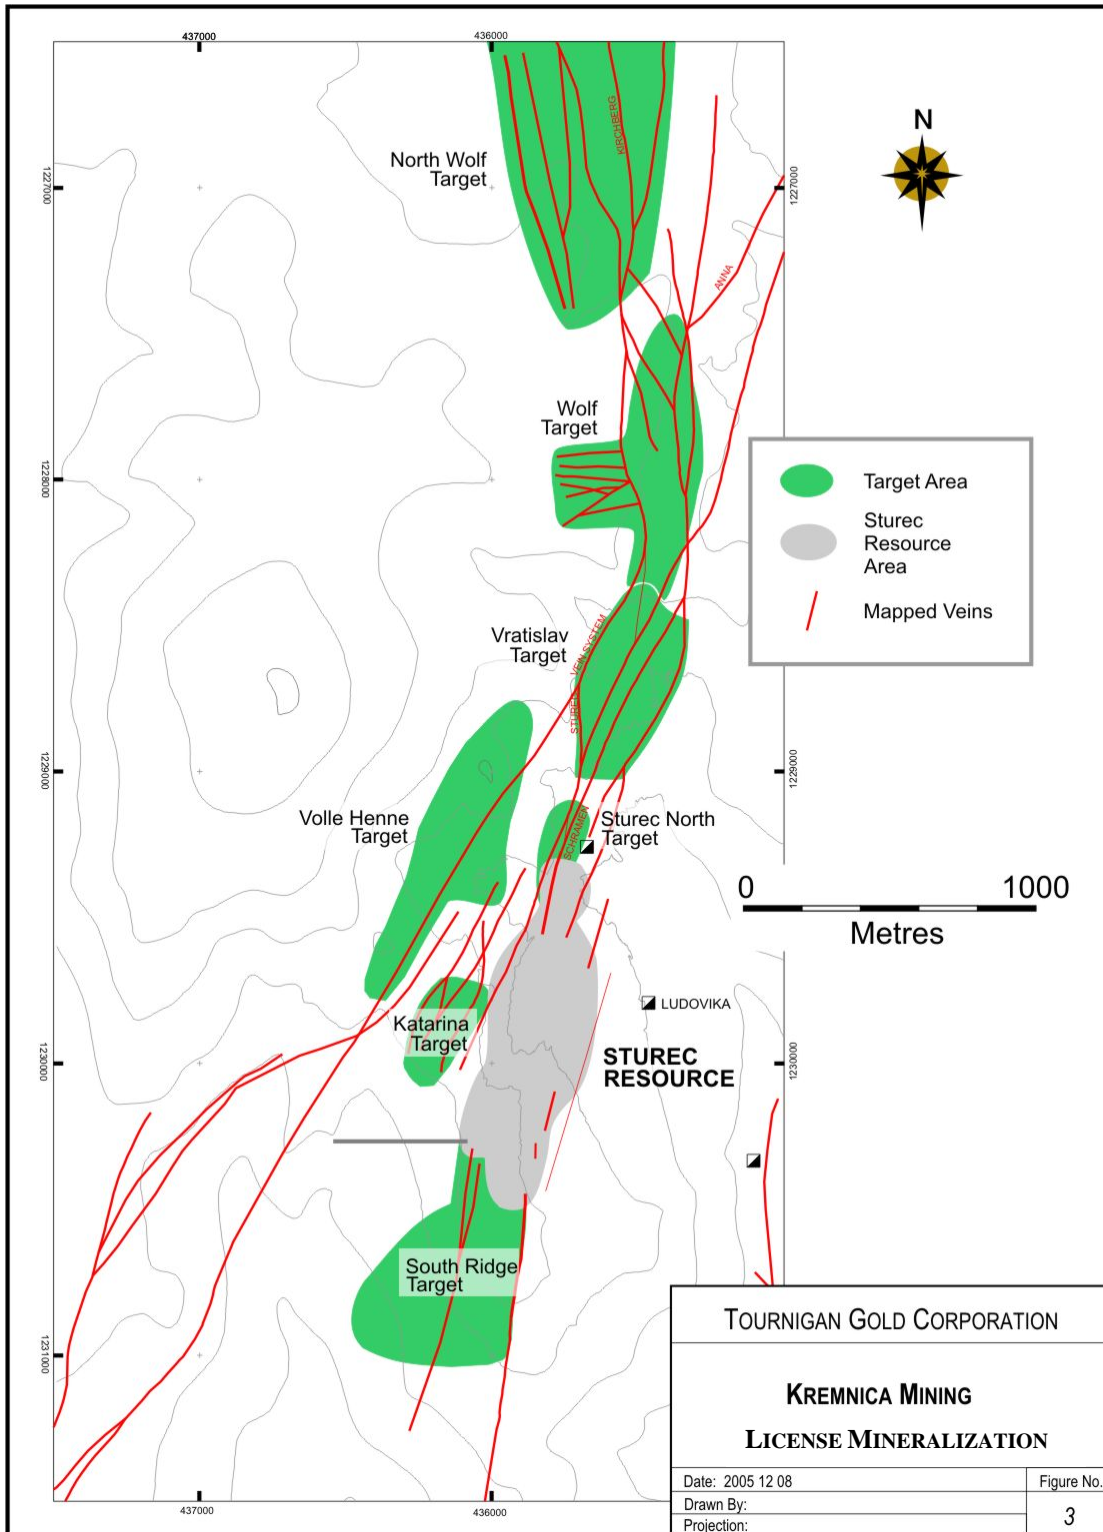 437000
436000
N
KIRCHBERG
North Wolf
Target
1227000
1227000
ANNA
Wolf
Target
1228000
Target Area
Sturec
Resource
Area
Mapped Veins
Vratislav
Target
STUREC VEIN SYSTEM
1229000
1229000
Volle Henne
Target
Sturec North
Target
SCHRAMEN
0 1000
Metres
LUDOVIKA
Katarina
Target
1230000
1230000
STUREC
RESOURCE
South Ridge
Target
1231000
437000
436000
TOURNIGAN GOLD CORPORATION
KREMNICA MINING
LICENSE MINERALIZATION
Date: 2005 12 08
Figure No.
Drawn By:
3
Projection: